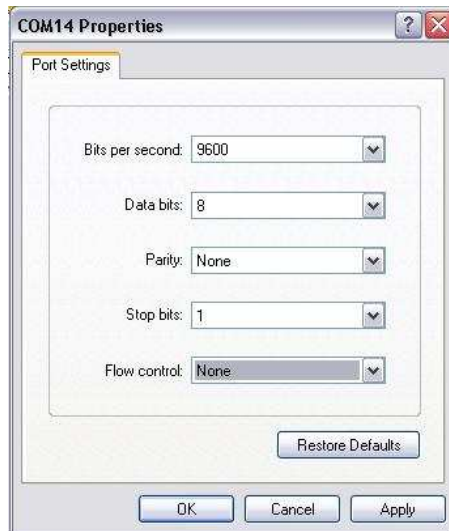 COM14 Properties
Port Settings
Bits per second: 9600
Data bits: 8
Parity: None
Stop bits: 1
Flow control: None
Restore Defaults
OK Cancel Apply